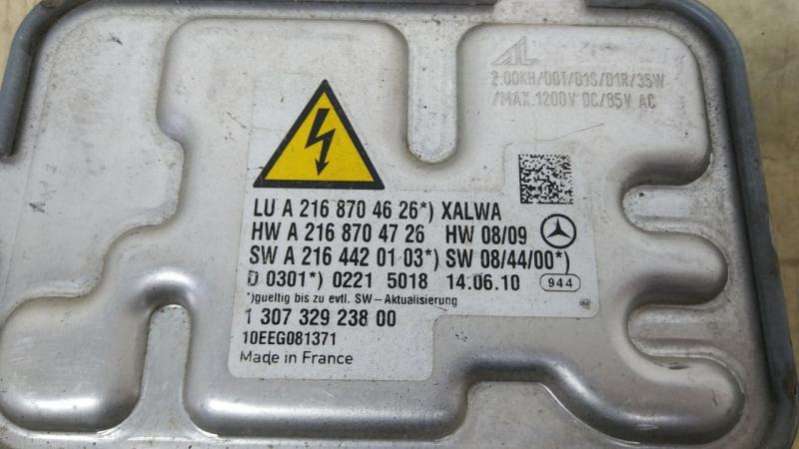 2.00KH/00T/D1S/D1R/35W
/MAX.1200V DC/85V AC
LU A 216 870 46 26*) XALWA
HW A 216 870 47 26 HW 08/09
SW A 216 442 01 03*) SW 08/44/00*)
D 0301*) 0221 5018 14.06.10 944
*)gueltig bis zu evtl. SW-Aktualisierung
1 307 329 238 00
10EEG081371
Made in France